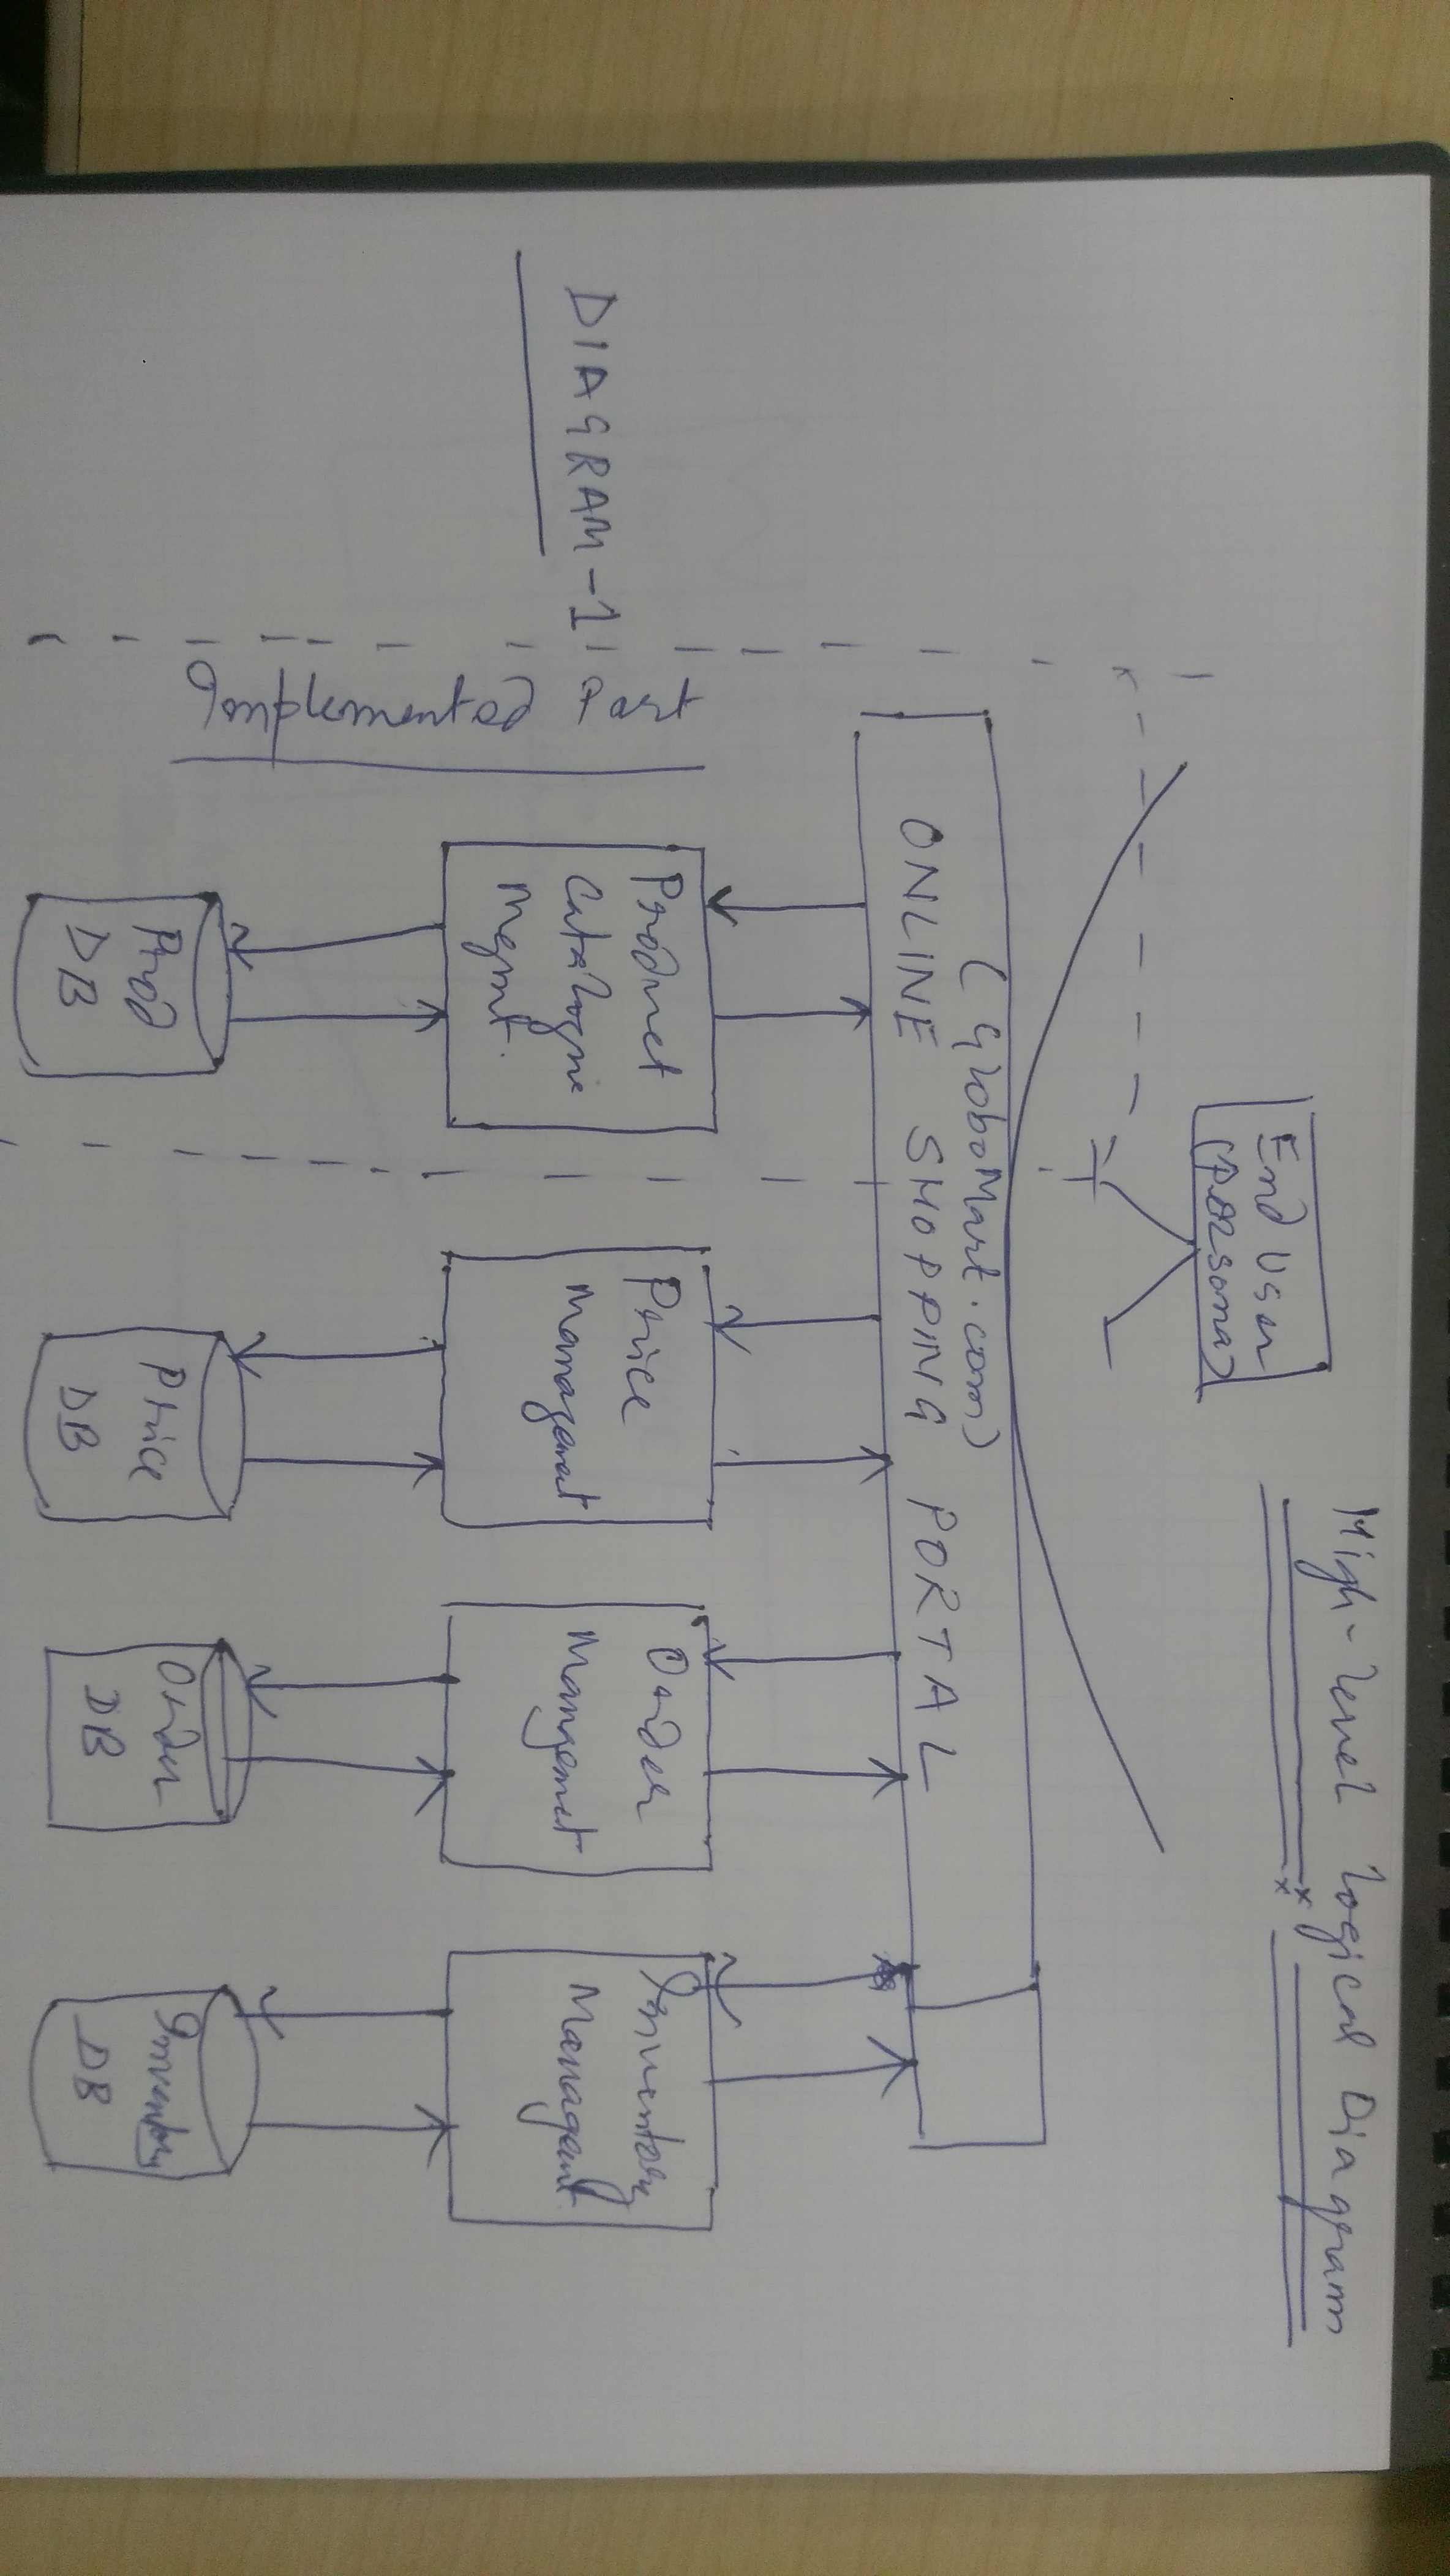 High-level logical Diagram
End User
(persona)
(GloboMart.com)
ONLINE SHOPPING PORTAL
DIAGRAM-1
Implemented Part
Product
Catalogue
Mgmt.
Price
Management
Order
Management
Inventory
Management
Prod
DB
Price
DB
Order
DB
Inventory
DB